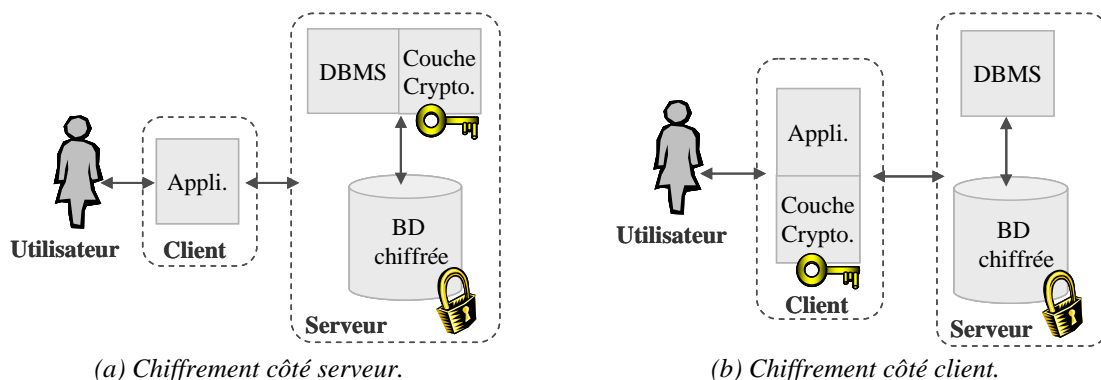 DBMS
Couche
Crypto.
Appli.
BD
chiffrée
Utilisateur
Client
Serveur
(a) Chiffrement côté serveur.
DBMS
Appli.
Couche
Crypto.
BD
chiffrée
Utilisateur
Client
Serveur
(b) Chiffrement côté client.